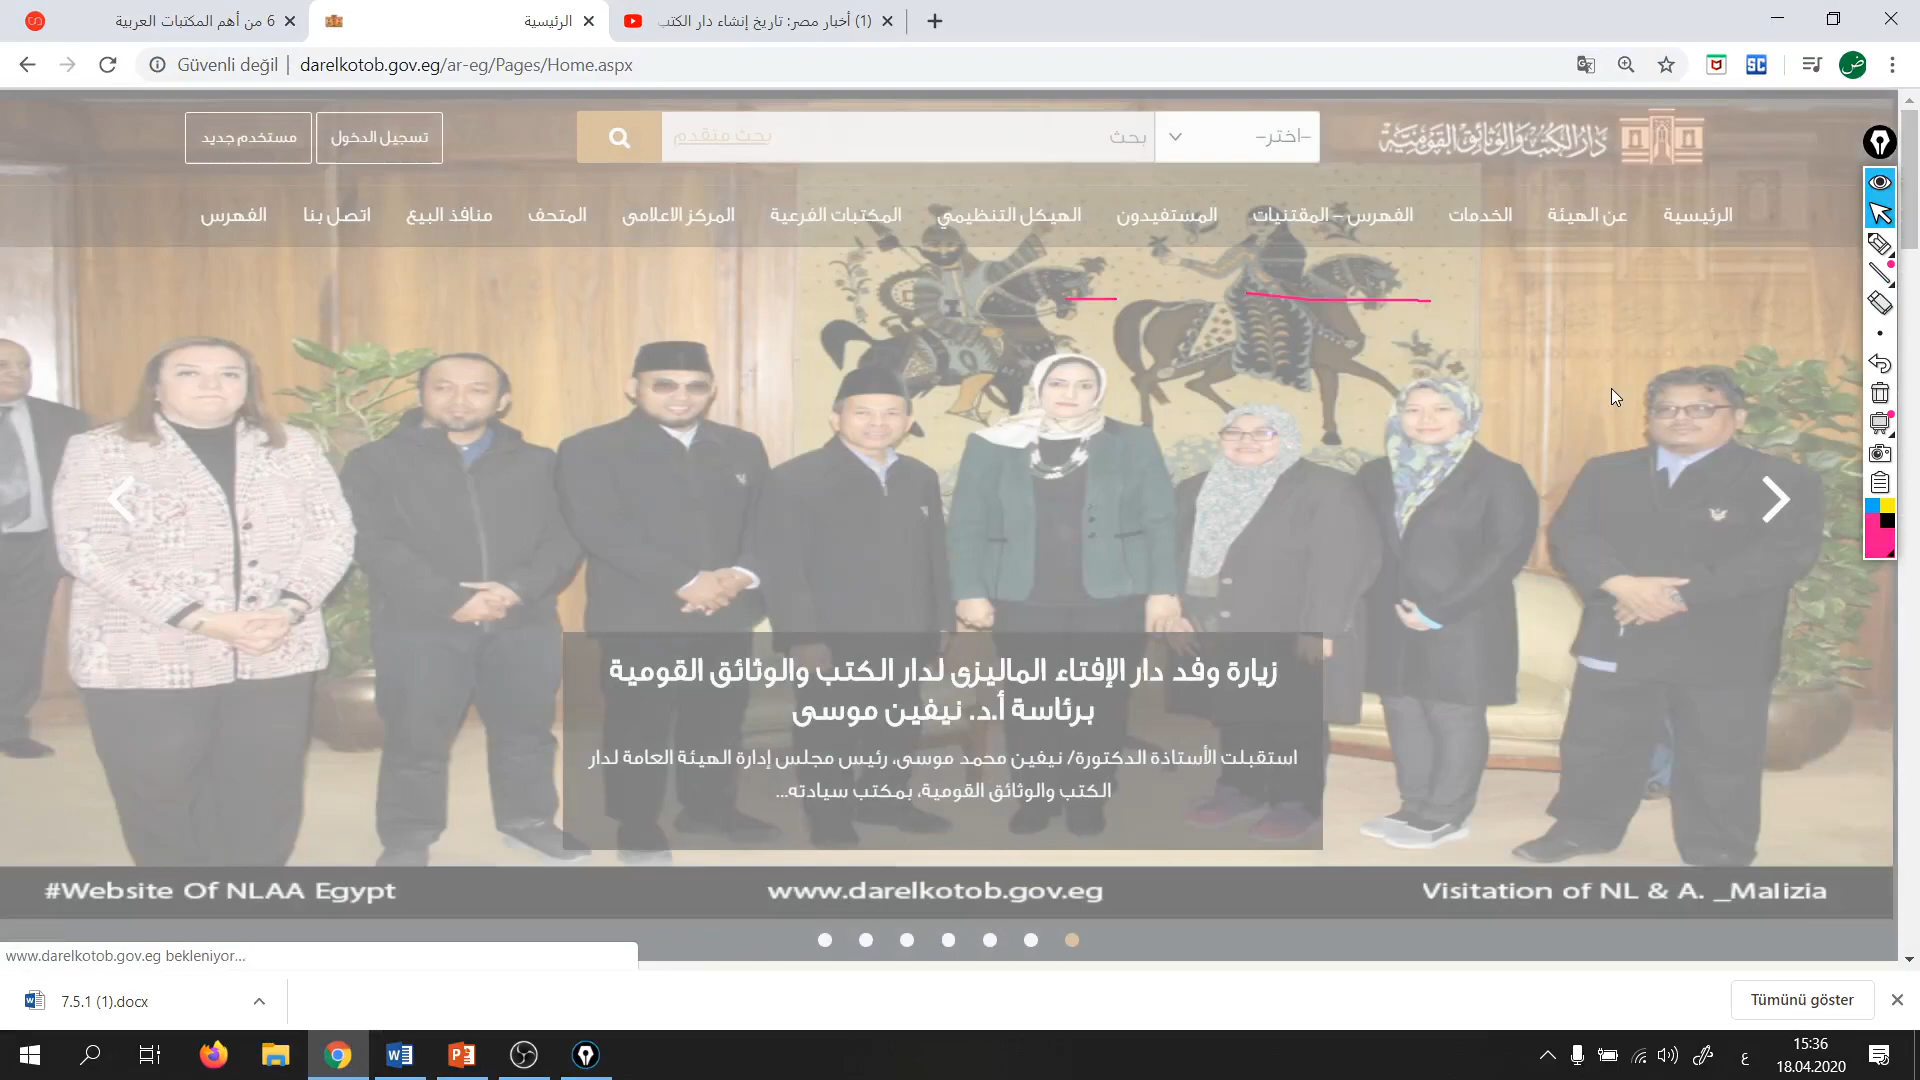 6 من أهم المكتبات العربية
الرئيسية
(1) أخبار مصر: تاريخ إنشاء دار الكتب
Güvenli değil | darelkotob.gov.eg/ar-eg/Pages/Home.aspx
ض
دار الكتب والوثائق القومية
-اختر-
بحث
بحث متقدم
تسجيل الدخول
مستخدم جديد
الرئيسية
عن الهيئة
الخدمات
الفهرس – المقتنيات
المستفيدون
الهيكل التنظيمي
المكتبات الفرعية
المركز الاعلامى
المتحف
منافذ البيع
اتصل بنا
الفهرس
زيارة وفد دار الإفتاء الماليزى لدار الكتب والوثائق القومية
برئاسة أ.د. نيفين موسى
استقبلت الأستاذة الدكتورة/ نيفين محمد موسى، رئيس مجلس إدارة الهيئة العامة لدار
الكتب والوثائق القومية، بمكتب سيادته...
#Website Of NLAA Egypt
www.darelkotob.gov.eg
Visitation of NL & A. _Malizia
www.darelkotob.gov.eg bekleniyor...
7.5.1 (1).docx
Tümünü göster
ع
15:36
18.04.2020